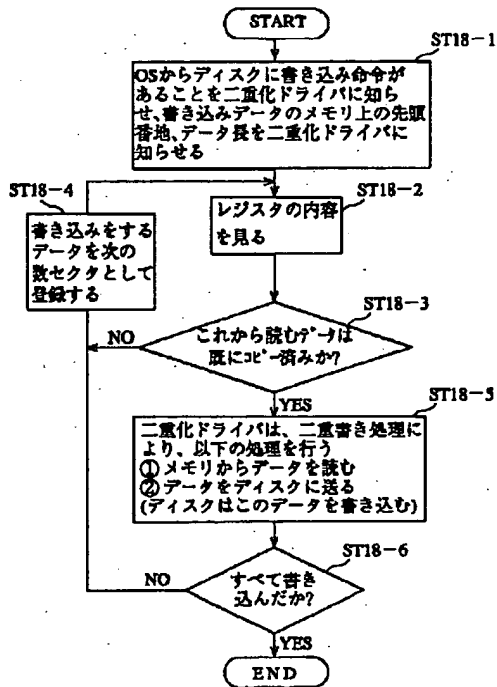 START
ST18-1
OSからディスクに書き込み命令が
あることを二重化ドライバに知ら
せ、書き込みデータのメモリ上の先頭
番地、データ長を二重化ドライバに
知らせる
ST18-4
ST18-2
書き込みをする
データを次の
数セクタとして
登録する
レジスタの内容
を見る
ST18-3
NO
これから読むデータは
既にコピー済みか?
YES
ST18-5
二重化ドライバは、二重書き処理によ
り、以下の処理を行う
① メモリからデータを読む
② データをディスクに送る
(ディスクはこのデータを書き込む)
ST18-6
NO
すべて書き
込んだか?
YES
END